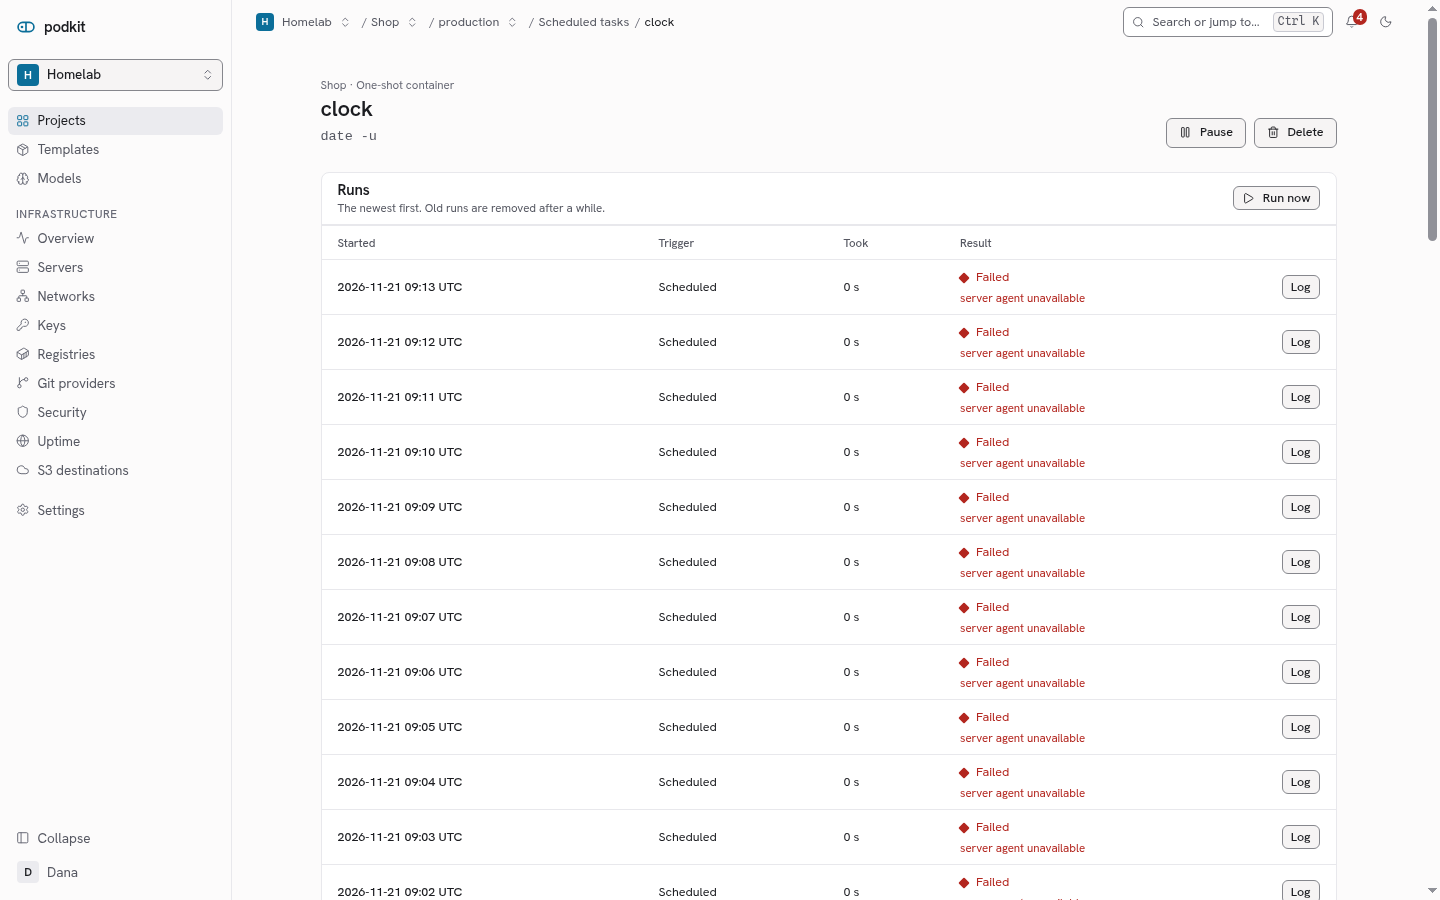 podkit
H Homelab
Projects
Templates
Models
INFRASTRUCTURE
Overview
Servers
Networks
Keys
Registries
Git providers
Security
Uptime
S3 destinations
Settings
Collapse
D Dana
H Homelab / Shop / production / Scheduled tasks / clock
Search or jump to... Ctrl K
4
Shop · One-shot container
clock
date -u
Pause Delete
Runs
The newest first. Old runs are removed after a while.
Run now
Started Trigger Took Result
2026-11-21 09:13 UTC Scheduled 0 s Failed Log
server agent unavailable
2026-11-21 09:12 UTC Scheduled 0 s Failed Log
server agent unavailable
2026-11-21 09:11 UTC Scheduled 0 s Failed Log
server agent unavailable
2026-11-21 09:10 UTC Scheduled 0 s Failed Log
server agent unavailable
2026-11-21 09:09 UTC Scheduled 0 s Failed Log
server agent unavailable
2026-11-21 09:08 UTC Scheduled 0 s Failed Log
server agent unavailable
2026-11-21 09:07 UTC Scheduled 0 s Failed Log
server agent unavailable
2026-11-21 09:06 UTC Scheduled 0 s Failed Log
server agent unavailable
2026-11-21 09:05 UTC Scheduled 0 s Failed Log
server agent unavailable
2026-11-21 09:04 UTC Scheduled 0 s Failed Log
server agent unavailable
2026-11-21 09:03 UTC Scheduled 0 s Failed Log
server agent unavailable
2026-11-21 09:02 UTC Scheduled 0 s Failed Log